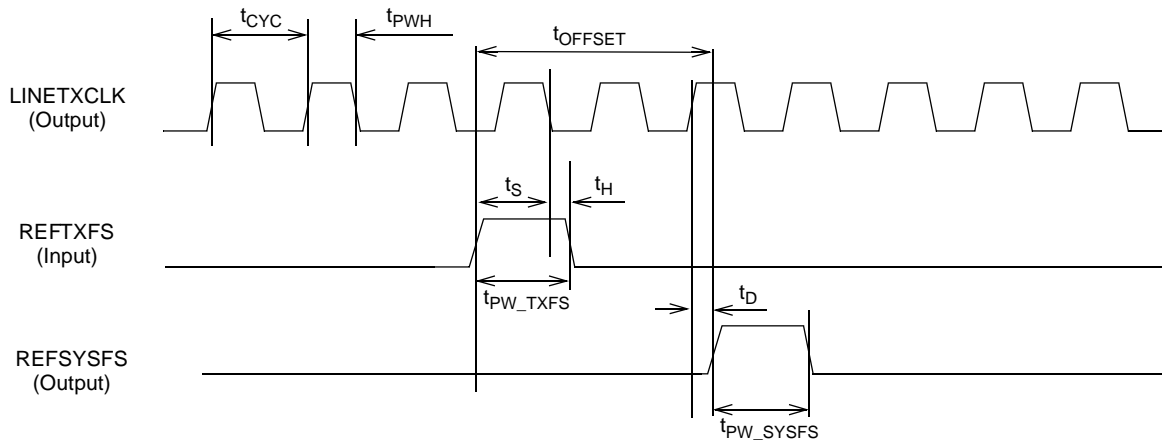 tCYC
tPWH
tOFFSET
LINETXCLK
(Output)
tS
tH
REFTXFS
(Input)
tPW_TXFS
tD
REFSYSFS
(Output)
tPW_SYSFS